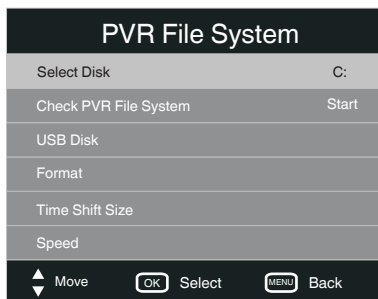 PVR File System
Select Disk C:
Check PVR File System Start
USB Disk
Format
Time Shift Size
Speed
Move OK Select MENU Back